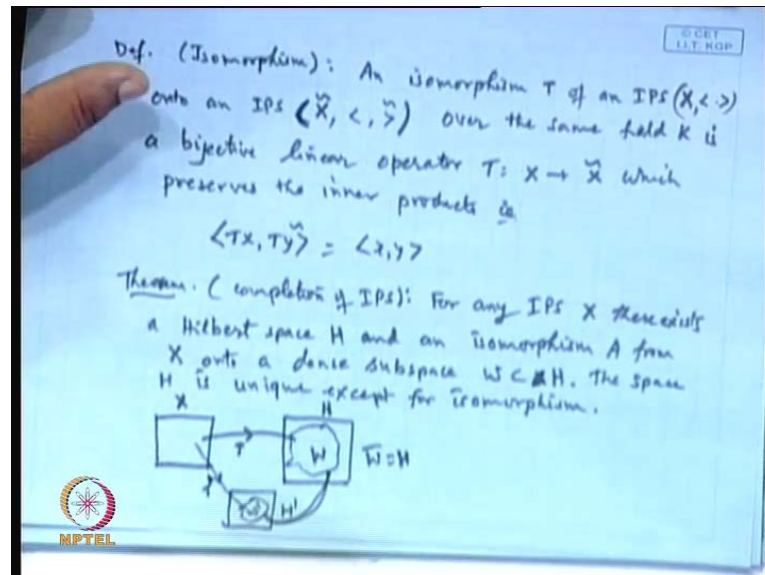 © CET
I.I.T. KGP
Def. (Isomorphism): An isomorphism T of an IPS (X, < . >)
onto an IPS (X̃, < , >̃) over the same field K is
a bijective linear operator T: X → X̃ which
preserves the inner products ie
<Tx, Tỹ> = <x, y>
Theorem. (completion of IPS): For any IPS X there exists
a Hilbert space H and an isomorphism A from
X onto a dense subspace W ⊂ H. The space
H is unique except for isomorphism.
X H
T W W̄ = H
H'
NPTEL